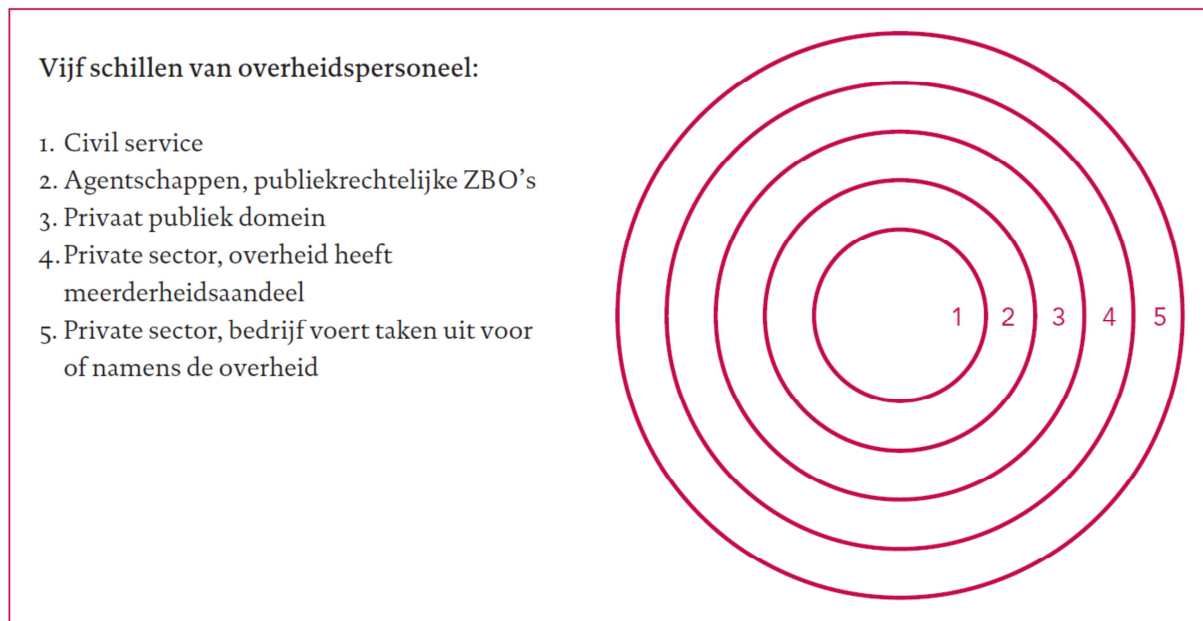 Vijf schillen van overheidspersoneel:
1. Civil service
2. Agentschappen, publiekrechtelijke ZBO’s
3. Privaat publiek domein
4. Private sector, overheid heeft
meerderheidsaandeel
5. Private sector, bedrijf voert taken uit voor
of namens de overheid
1 2 3 4 5